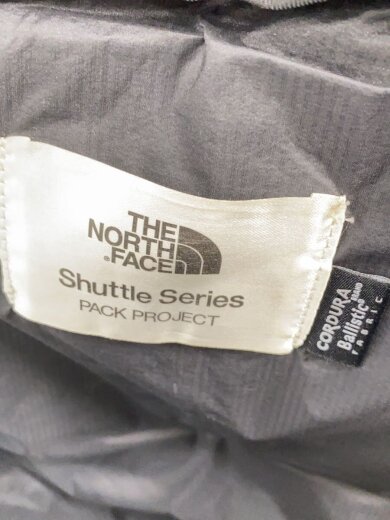 THE
NORTH
FACE
Shuttle Series
PACK PROJECT
CORDURA
Ballistic®
FABRIC